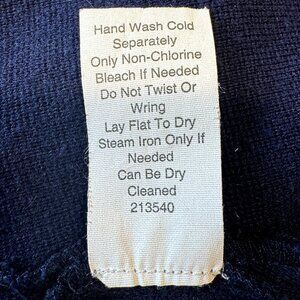 Hand Wash Cold
Separately
Only Non-Chlorine
Bleach If Needed
Do Not Twist Or
Wring
Lay Flat To Dry
Steam Iron Only If
Needed
Can Be Dry
Cleaned
213540